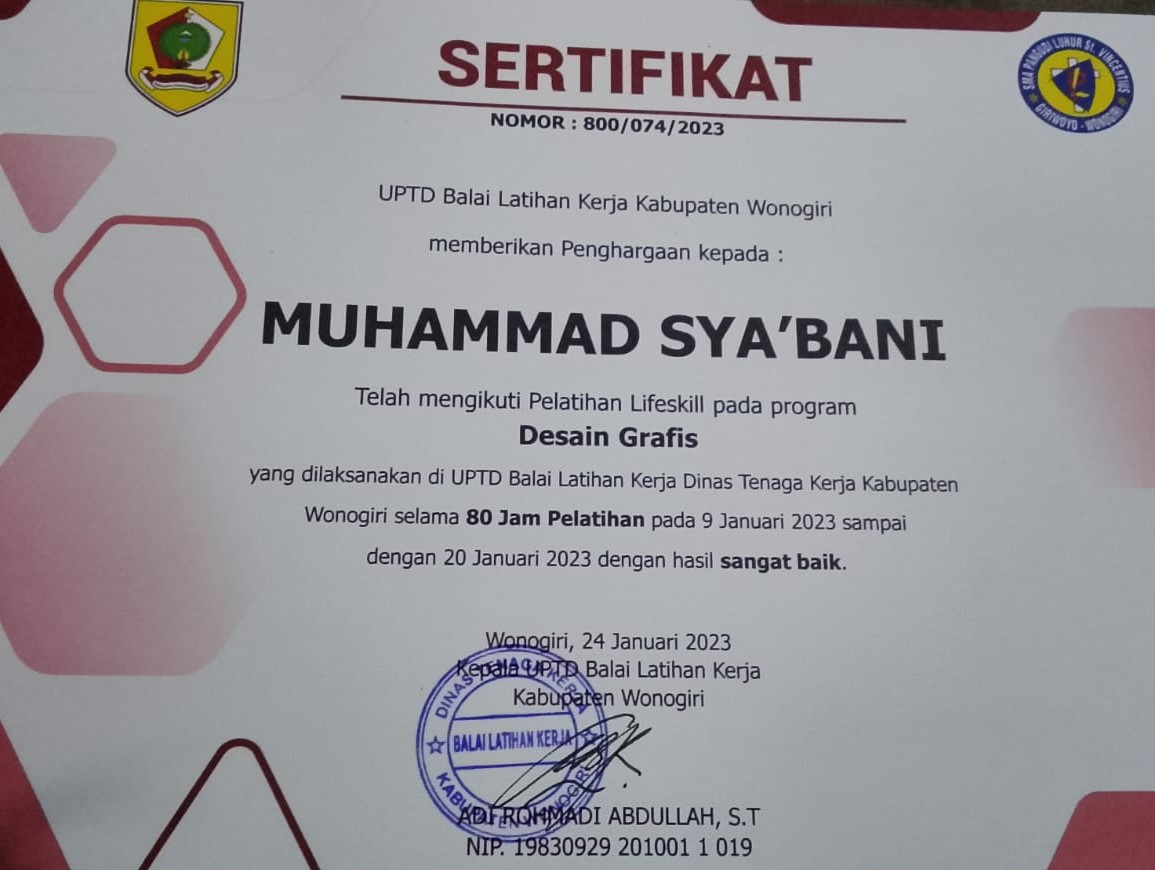 SERTIFIKAT
SMA PANGUDI LUHUR St. VINCENTIUS
GIRIWOYO - WONOGIRI
NOMOR : 800/074/2023
UPTD Balai Latihan Kerja Kabupaten Wonogiri
memberikan Penghargaan kepada :
MUHAMMAD SYA'BANI
Telah mengikuti Pelatihan Lifeskill pada program
Desain Grafis
yang dilaksanakan di UPTD Balai Latihan Kerja Dinas Tenaga Kerja Kabupaten
Wonogiri selama 80 Jam Pelatihan pada 9 Januari 2023 sampai
dengan 20 Januari 2023 dengan hasil sangat baik.
Wonogiri, 24 Januari 2023
Kepala UPTD Balai Latihan Kerja
Kabupaten Wonogiri
DINAS TENAGA KERJA
BALAI LATIHAN KERJA
KABUPATEN WONOGIRI
ADI ROHMADI ABDULLAH, S.T
NIP. 19830929 201001 1 019